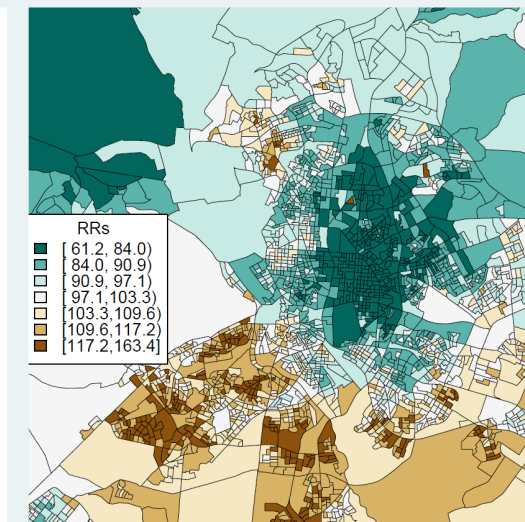 RRs
[ 61.2, 84.0)
[ 84.0, 90.9)
[ 90.9, 97.1)
[ 97.1,103.3)
[103.3,109.6)
[109.6,117.2)
[117.2,163.4]